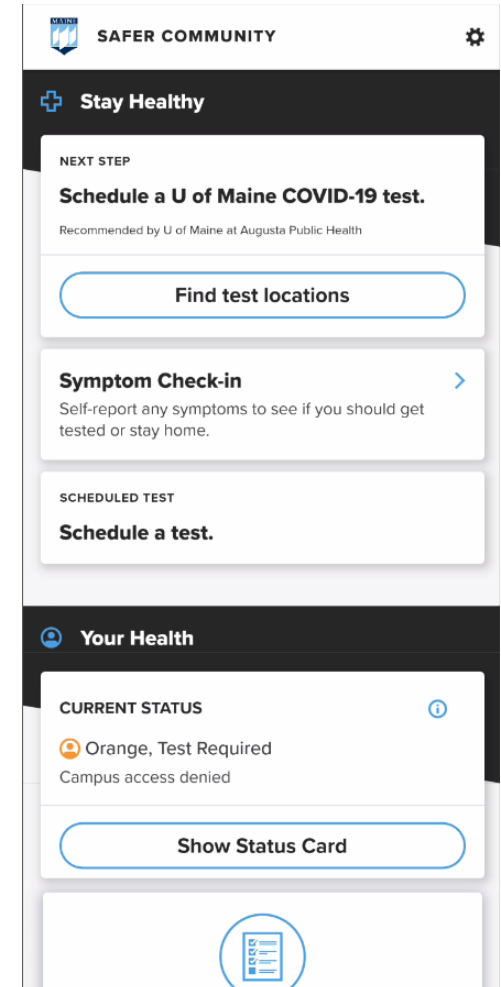 MAINE
SAFER COMMUNITY
Stay Healthy
NEXT STEP
Schedule a U of Maine COVID-19 test.
Recommended by U of Maine at Augusta Public Health
Find test locations
Symptom Check-in
Self-report any symptoms to see if you should get
tested or stay home.
SCHEDULED TEST
Schedule a test.
Your Health
CURRENT STATUS
Orange, Test Required
Campus access denied
Show Status Card